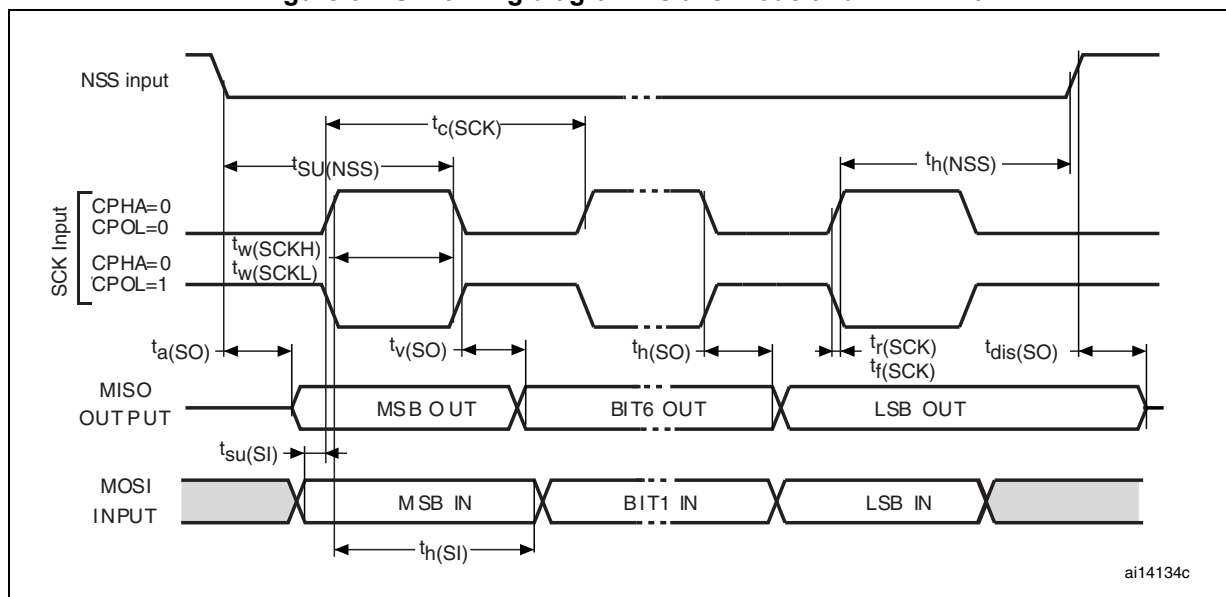 NSS input
tc(SCK)
tSU(NSS)
th(NSS)
SCK Input
CPHA=0
CPOL=0
tw(SCKH)
tw(SCKL)
CPHA=0
CPOL=1
ta(SO)
tv(SO)
th(SO)
tr(SCK)
tf(SCK)
tdis(SO)
MISO
OUTPUT
MSB OUT
BIT6 OUT
LSB OUT
tsu(SI)
MOSI
INPUT
MSB IN
BIT1 IN
LSB IN
th(SI)
ai14134c